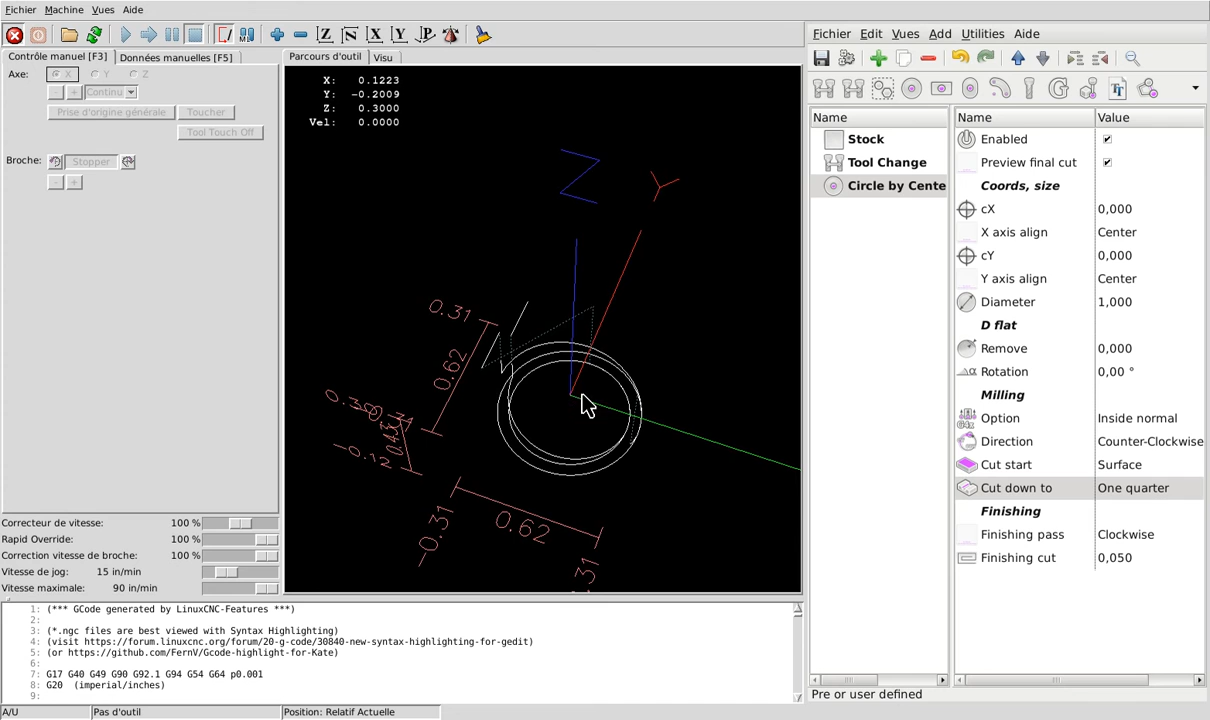 Fichier Machine Vues Aide
Contrôle manuel [F3] Données manuelles [F5]
Axe: X Y Z
- + Continu
Prise d'origine générale Toucher
Tool Touch Off
Broche: Stopper
- +
Correcteur de vitesse: 100 %
Rapid Override: 100 %
Correction vitesse de broche: 100 %
Vitesse de jog: 15 in/min
Vitesse maximale: 90 in/min
Parcours d'outil Visu
X: 0.1223
Y: -0.2009
Z: 0.3000
Vel: 0.0000
Z
Y
0.31
0.62
-0.12
-0.31
0.62
.31
1: (*** GCode generated by LinuxCNC-Features ***)
2:
3: (*.ngc files are best viewed with Syntax Highlighting)
4: (visit https://forum.linuxcnc.org/forum/20-g-code/30840-new-syntax-highlighting-for-gedit)
5: (or https://github.com/FernV/Gcode-highlight-for-Kate)
6:
7: G17 G40 G49 G90 G92.1 G94 G54 G64 p0.001
8: G20 (imperial/inches)
9:
A/U Pas d'outil Position: Relatif Actuelle
Fichier Edit Vues Add Utilities Aide
Name
Stock
Tool Change
Circle by Cente
Name Value
Enabled
Preview final cut
Coords, size
cX 0,000
X axis align Center
cY 0,000
Y axis align Center
Diameter 1,000
D flat
Remove 0,000
Rotation 0,00 °
Milling
Option Inside normal
Direction Counter-Clockwise
Cut start Surface
Cut down to One quarter
Finishing
Finishing pass Clockwise
Finishing cut 0,050
Pre or user defined